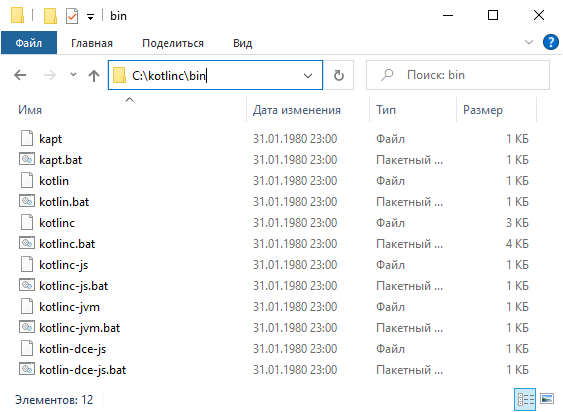 bin
Файл Главная Поделиться Вид
C:\kotlinc\bin Поиск: bin
Имя Дата изменения Тип Размер
kapt 31.01.1980 23:00 Файл 1 КБ
kapt.bat 31.01.1980 23:00 Пакетный ... 1 КБ
kotlin 31.01.1980 23:00 Файл 1 КБ
kotlin.bat 31.01.1980 23:00 Пакетный ... 1 КБ
kotlinc 31.01.1980 23:00 Файл 3 КБ
kotlinc.bat 31.01.1980 23:00 Пакетный ... 4 КБ
kotlinc-js 31.01.1980 23:00 Файл 1 КБ
kotlinc-js.bat 31.01.1980 23:00 Пакетный ... 1 КБ
kotlinc-jvm 31.01.1980 23:00 Файл 1 КБ
kotlinc-jvm.bat 31.01.1980 23:00 Пакетный ... 1 КБ
kotlin-dce-js 31.01.1980 23:00 Файл 1 КБ
kotlin-dce-js.bat 31.01.1980 23:00 Пакетный ... 1 КБ
Элементов: 12